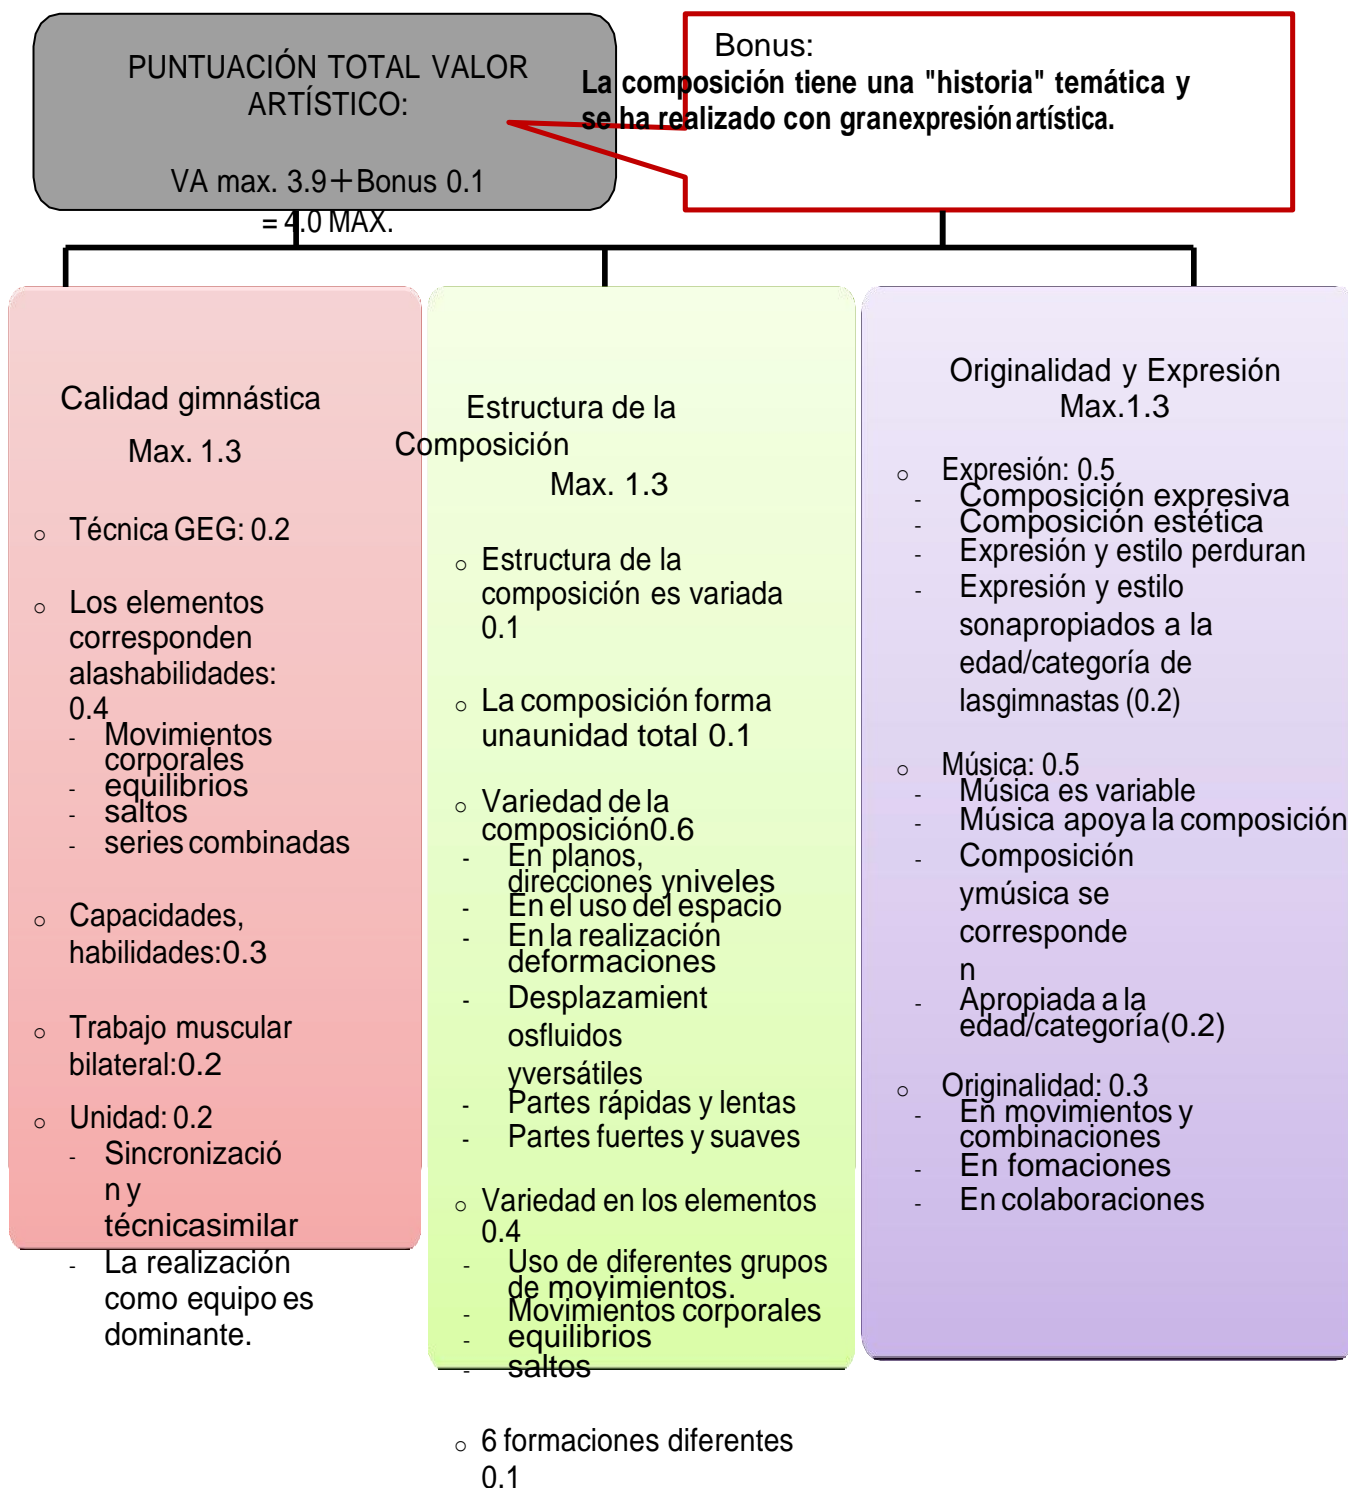 PUNTUACIÓN TOTAL VALOR
ARTÍSTICO:
VA max. 3.9+Bonus 0.1
= 4.0 MAX.
Bonus:
La composición tiene una "historia" temática y
se ha realizado con granexpresión artística.
Calidad gimnástica
Max. 1.3
o Técnica GEG: 0.2
o Los elementos
corresponden
alashabilidades:
0.4
- Movimientos
corporales
- equilibrios
- saltos
- series combinadas
o Capacidades,
habilidades:0.3
o Trabajo muscular
bilateral:0.2
o Unidad: 0.2
- Sincronizació
n y
técnicasimilar
- La realización
como equipo es
dominante.
Estructura de la
Composición
Max. 1.3
o Estructura de la
composición es variada
0.1
o La composición forma
unaunidad total 0.1
o Variedad de la
composición0.6
- En planos,
direcciones yniveles
- En el uso del espacio
- En la realización
deformaciones
- Desplazamient
osfluidos
yversátiles
- Partes rápidas y lentas
- Partes fuertes y suaves
o Variedad en los elementos
0.4
- Uso de diferentes grupos
de movimientos.
- Movimientos corporales
- equilibrios
- saltos
o 6 formaciones diferentes
0.1
Originalidad y Expresión
Max.1.3
o Expresión: 0.5
- Composición expresiva
- Composición estética
- Expresión y estilo perduran
- Expresión y estilo
sonapropiados a la
edad/categoría de
lasgimnastas (0.2)
o Música: 0.5
- Música es variable
- Música apoya la composición
- Composición
ymúsica se
corresponde
n
- Apropiada a la
edad/categoría(0.2)
o Originalidad: 0.3
- En movimientos y
combinaciones
- En fomaciones
- En colaboraciones